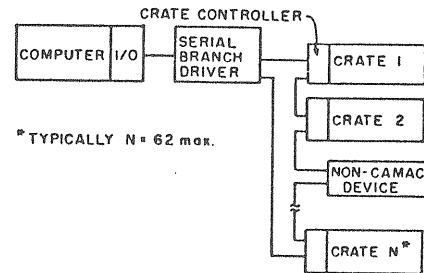 CRATE CONTROLLER
COMPUTER I/O
SERIAL
BRANCH
DRIVER
CRATE 1
CRATE 2
*TYPICALLY N = 62 max.
NON-CAMAC
DEVICE
CRATE N*